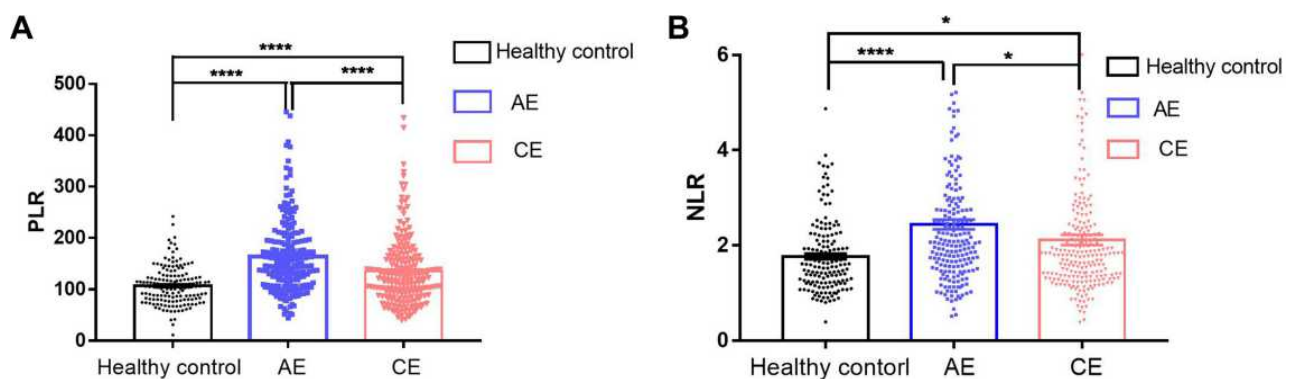 A
****
****
****
Healthy control
AE
CE
PLR
500
400
300
200
100
0
Healthy control
AE
CE
B
*
****
*
Healthy control
AE
CE
NLR
6
4
2
0
Healthy contorl
AE
CE